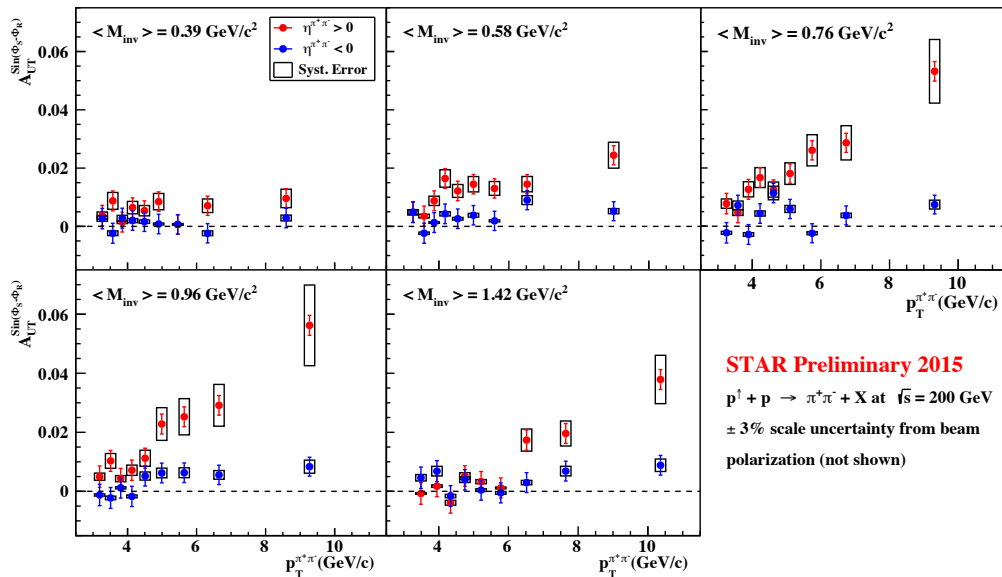 < M_inv > = 0.39 GeV/c²
η^π⁺π⁻ > 0
η^π⁺π⁻ < 0
Syst. Error
< M_inv > = 0.58 GeV/c²
< M_inv > = 0.76 GeV/c²
A_UT^Sin(Φ_S-Φ_R)
0.06
0.04
0.02
0
4 6 8 10
p_T^π⁺π⁻(GeV/c)
< M_inv > = 0.96 GeV/c²
< M_inv > = 1.42 GeV/c²
A_UT^Sin(Φ_S-Φ_R)
0.06
0.04
0.02
0
4 6 8 10
p_T^π⁺π⁻(GeV/c)
4 6 8 10
p_T^π⁺π⁻(GeV/c)
STAR Preliminary 2015
p↑ + p → π⁺π⁻ + X at √s = 200 GeV
± 3% scale uncertainty from beam
polarization (not shown)